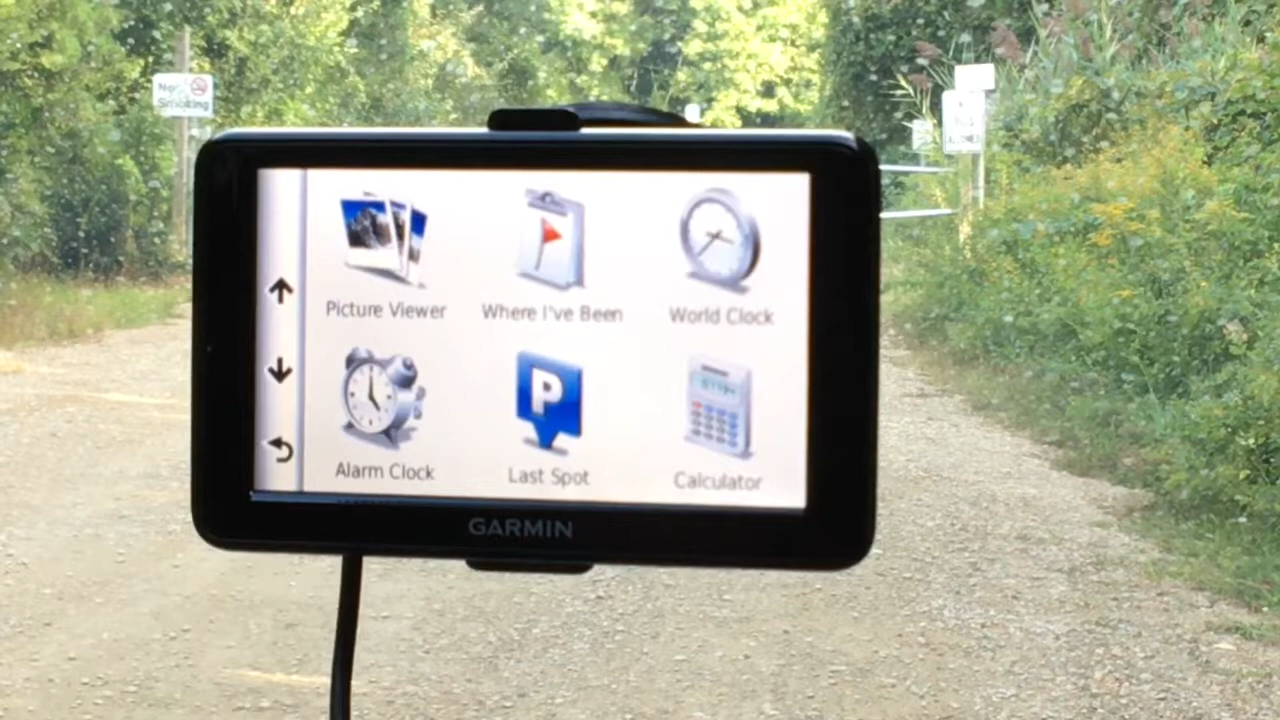 No
Smoking
Picture Viewer
Where I've Been
World Clock
Alarm Clock
P
Last Spot
Calculator
GARMIN